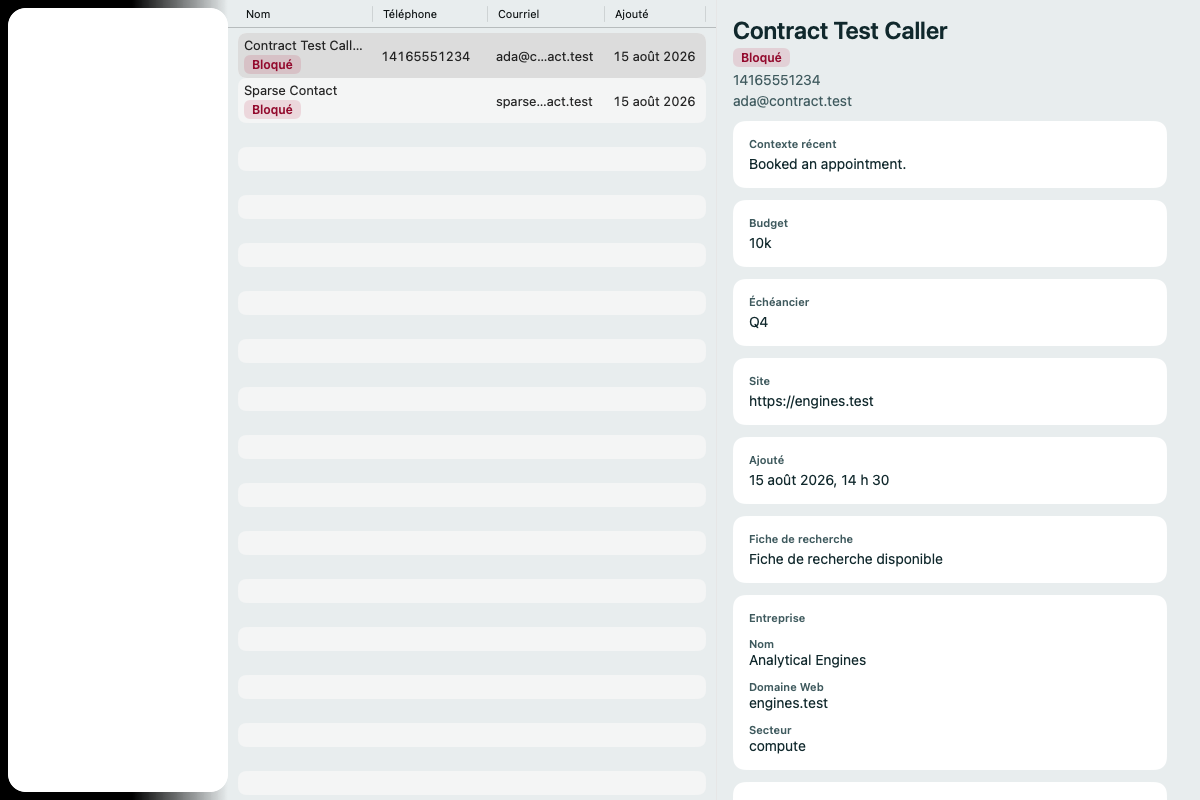 Nom Téléphone Courriel Ajouté
Contract Test Call... 14165551234 ada@c...act.test 15 août 2026
Bloqué
Sparse Contact sparse...act.test 15 août 2026
Bloqué
Contract Test Caller
Bloqué
14165551234
ada@contract.test
Contexte récent
Booked an appointment.
Budget
10k
Échéancier
Q4
Site
https://engines.test
Ajouté
15 août 2026, 14 h 30
Fiche de recherche
Fiche de recherche disponible
Entreprise
Nom
Analytical Engines
Domaine Web
engines.test
Secteur
compute